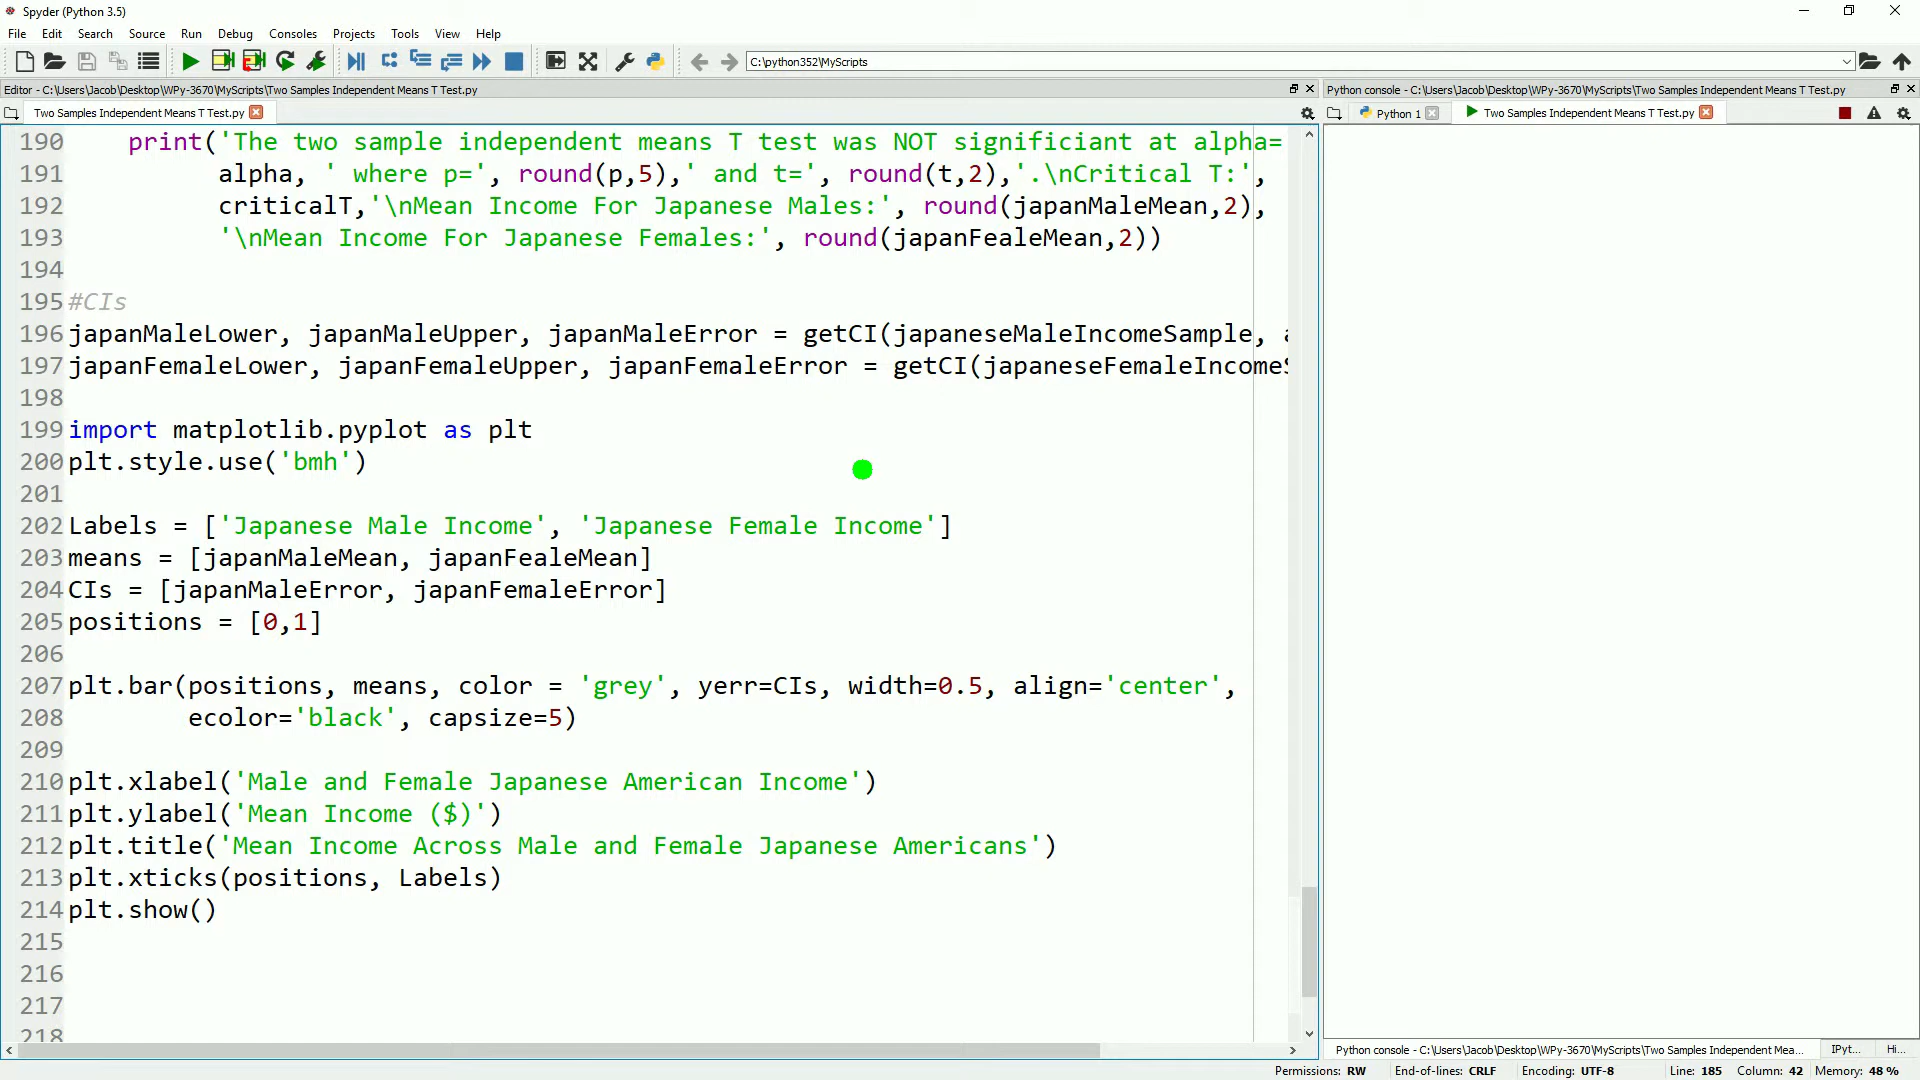 Spyder (Python 3.5)
File Edit Search Source Run Debug Consoles Projects Tools View Help
C:\python352\MyScripts
Editor - C:\Users\Jacob\Desktop\WPy-3670\MyScripts\Two Samples Independent Means T Test.py
Python console - C:\Users\Jacob\Desktop\WPy-3670\MyScripts\Two Samples Independent Means T Test.py
Two Samples Independent Means T Test.py
Python 1
Two Samples Independent Means T Test.py
190 print('The two sample independent means T test was NOT significiant at alpha=
191 alpha, ' where p=', round(p,5),' and t=', round(t,2),'.\nCritical T:',
192 criticalT,'\nMean Income For Japanese Males:', round(japanMaleMean,2),
193 '\nMean Income For Japanese Females:', round(japanFealeMean,2))
194
195 #CIs
196 japanMaleLower, japanMaleUpper, japanMaleError = getCI(japaneseMaleIncomeSample, a
197 japanFemaleLower, japanFemaleUpper, japanFemaleError = getCI(japaneseFemaleIncomeS
198
199 import matplotlib.pyplot as plt
200 plt.style.use('bmh')
201
202 Labels = ['Japanese Male Income', 'Japanese Female Income']
203 means = [japanMaleMean, japanFealeMean]
204 CIs = [japanMaleError, japanFemaleError]
205 positions = [0,1]
206
207 plt.bar(positions, means, color = 'grey', yerr=CIs, width=0.5, align='center',
208 ecolor='black', capsize=5)
209
210 plt.xlabel('Male and Female Japanese American Income')
211 plt.ylabel('Mean Income ($)')
212 plt.title('Mean Income Across Male and Female Japanese Americans')
213 plt.xticks(positions, Labels)
214 plt.show()
215
216
217
218
Python console - C:\Users\Jacob\Desktop\WPy-3670\MyScripts\Two Samples Independent Mea... IPyt... Hi...
Permissions: RW End-of-lines: CRLF Encoding: UTF-8 Line: 185 Column: 42 Memory: 48 %